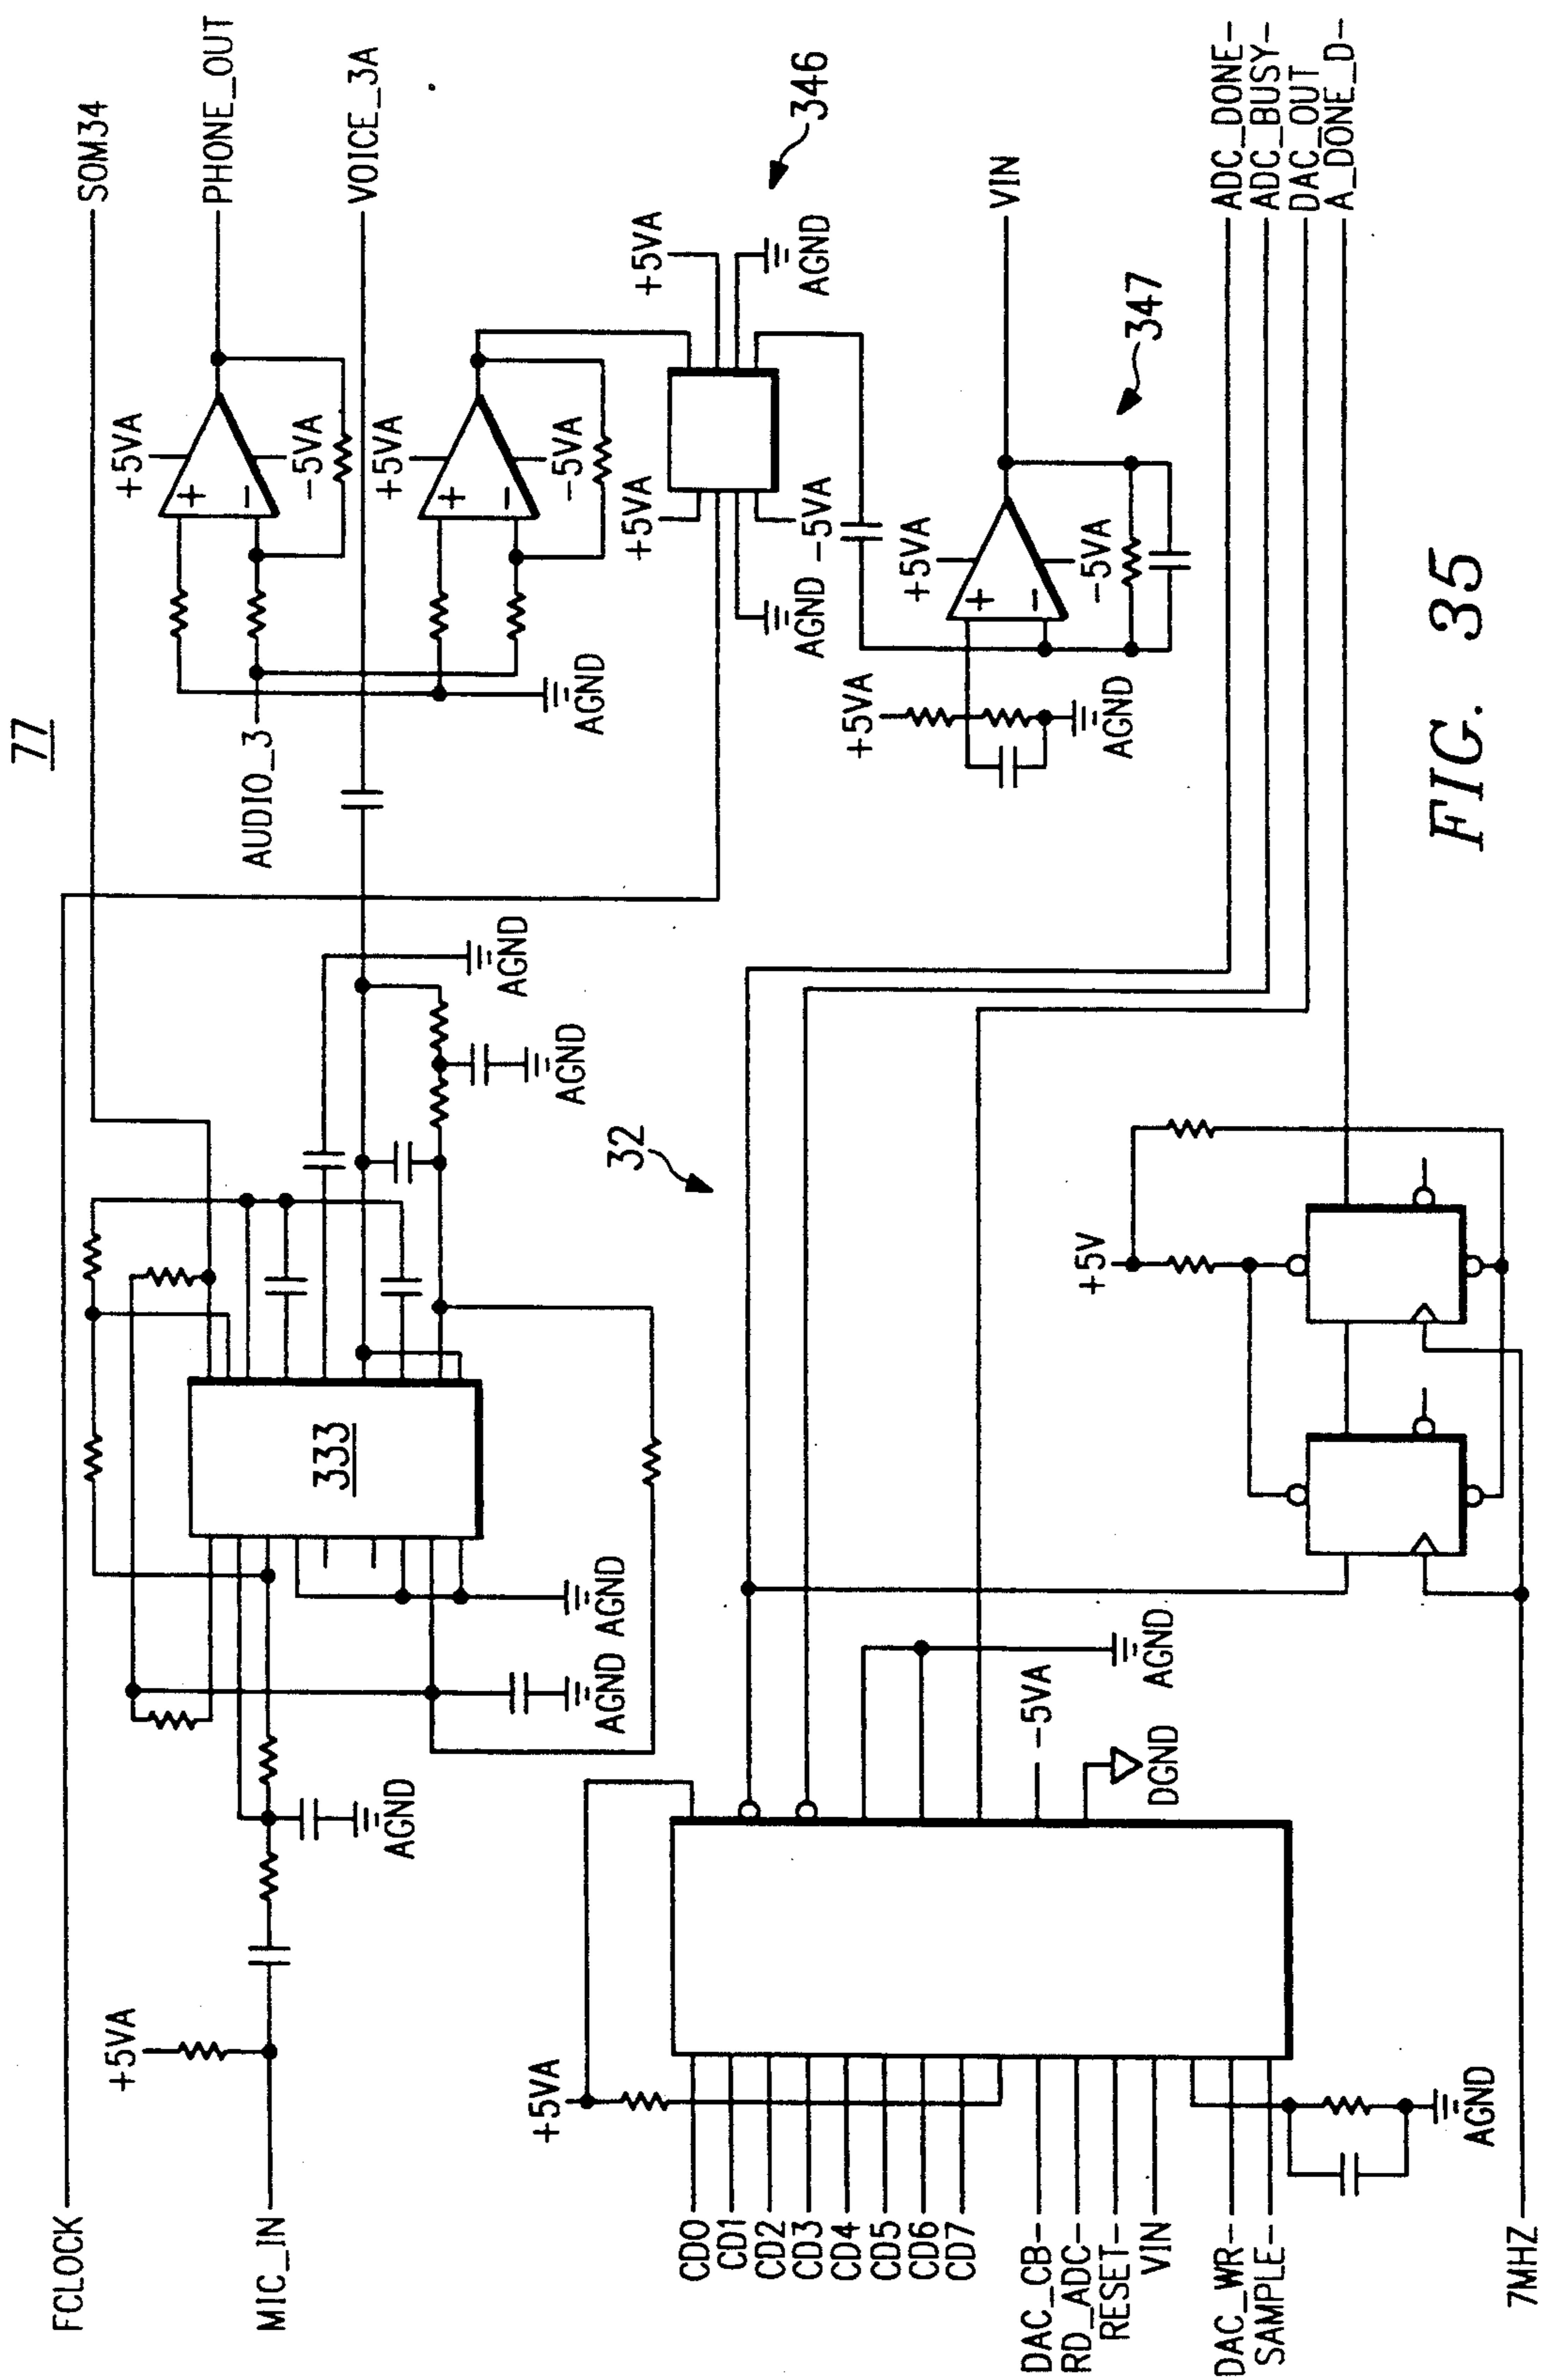 77
FCLOCK
SOM34
+5VA
MIC_IN
AGND
333
AGND
AGND
AGND
AGND
AUDIO_3
+5VA
+
-
-5VA
PHONE_OUT
VOICE_3A
+5VA
+
-
-5VA
AGND
+5VA
+5VA
AGND
-5VA
AGND
346
+5VA
AGND
+5VA
+
-
-5VA
VIN
347
32
+5VA
CD0
CD1
CD2
CD3
CD4
CD5
CD6
CD7
DAC_CB-
RD_ADC-
RESET-
VIN
DAC_WR-
SAMPLE-
AGND
AGND
-5VA
DGND
ADC_DONE-
ADC_BUSY-
DAC_OUT
A_DONE_D-
+5V
7MHZ
FIG. 35